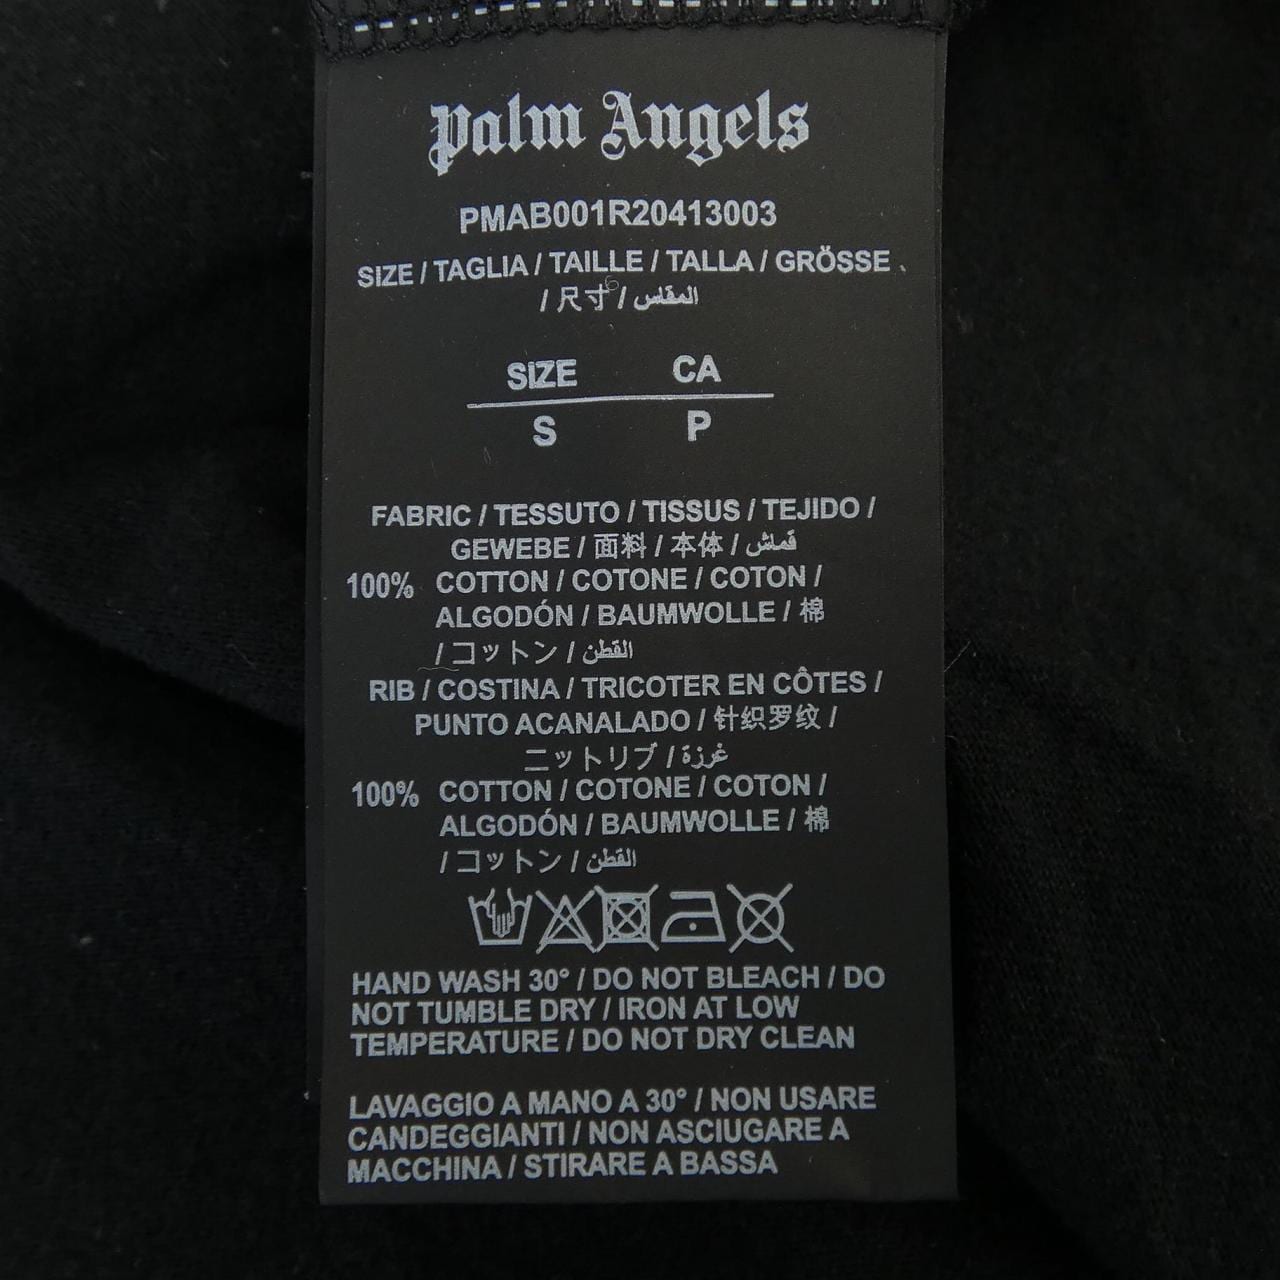 Palm Angels
PMAB001R20413003
SIZE / TAGLIA / TAILLE / TALLA / GRÖSSE 、
/ 尺寸 / المقاس
SIZE CA
S P
FABRIC / TESSUTO / TISSUS / TEJIDO /
GEWEBE / 面料 / 本体 / قماش
100% COTTON / COTONE / COTON /
ALGODÓN / BAUMWOLLE / 棉
/ コットン / القطن
RIB / COSTINA / TRICOTER EN CÔTES /
PUNTO ACANALADO / 针织罗纹 /
ニットリブ / غرزة
100% COTTON / COTONE / COTON /
ALGODÓN / BAUMWOLLE / 棉
/ コットン / القطن
HAND WASH 30° / DO NOT BLEACH / DO
NOT TUMBLE DRY / IRON AT LOW
TEMPERATURE / DO NOT DRY CLEAN
LAVAGGIO A MANO A 30° / NON USARE
CANDEGGIANTI / NON ASCIUGARE A
MACCHINA / STIRARE A BASSA